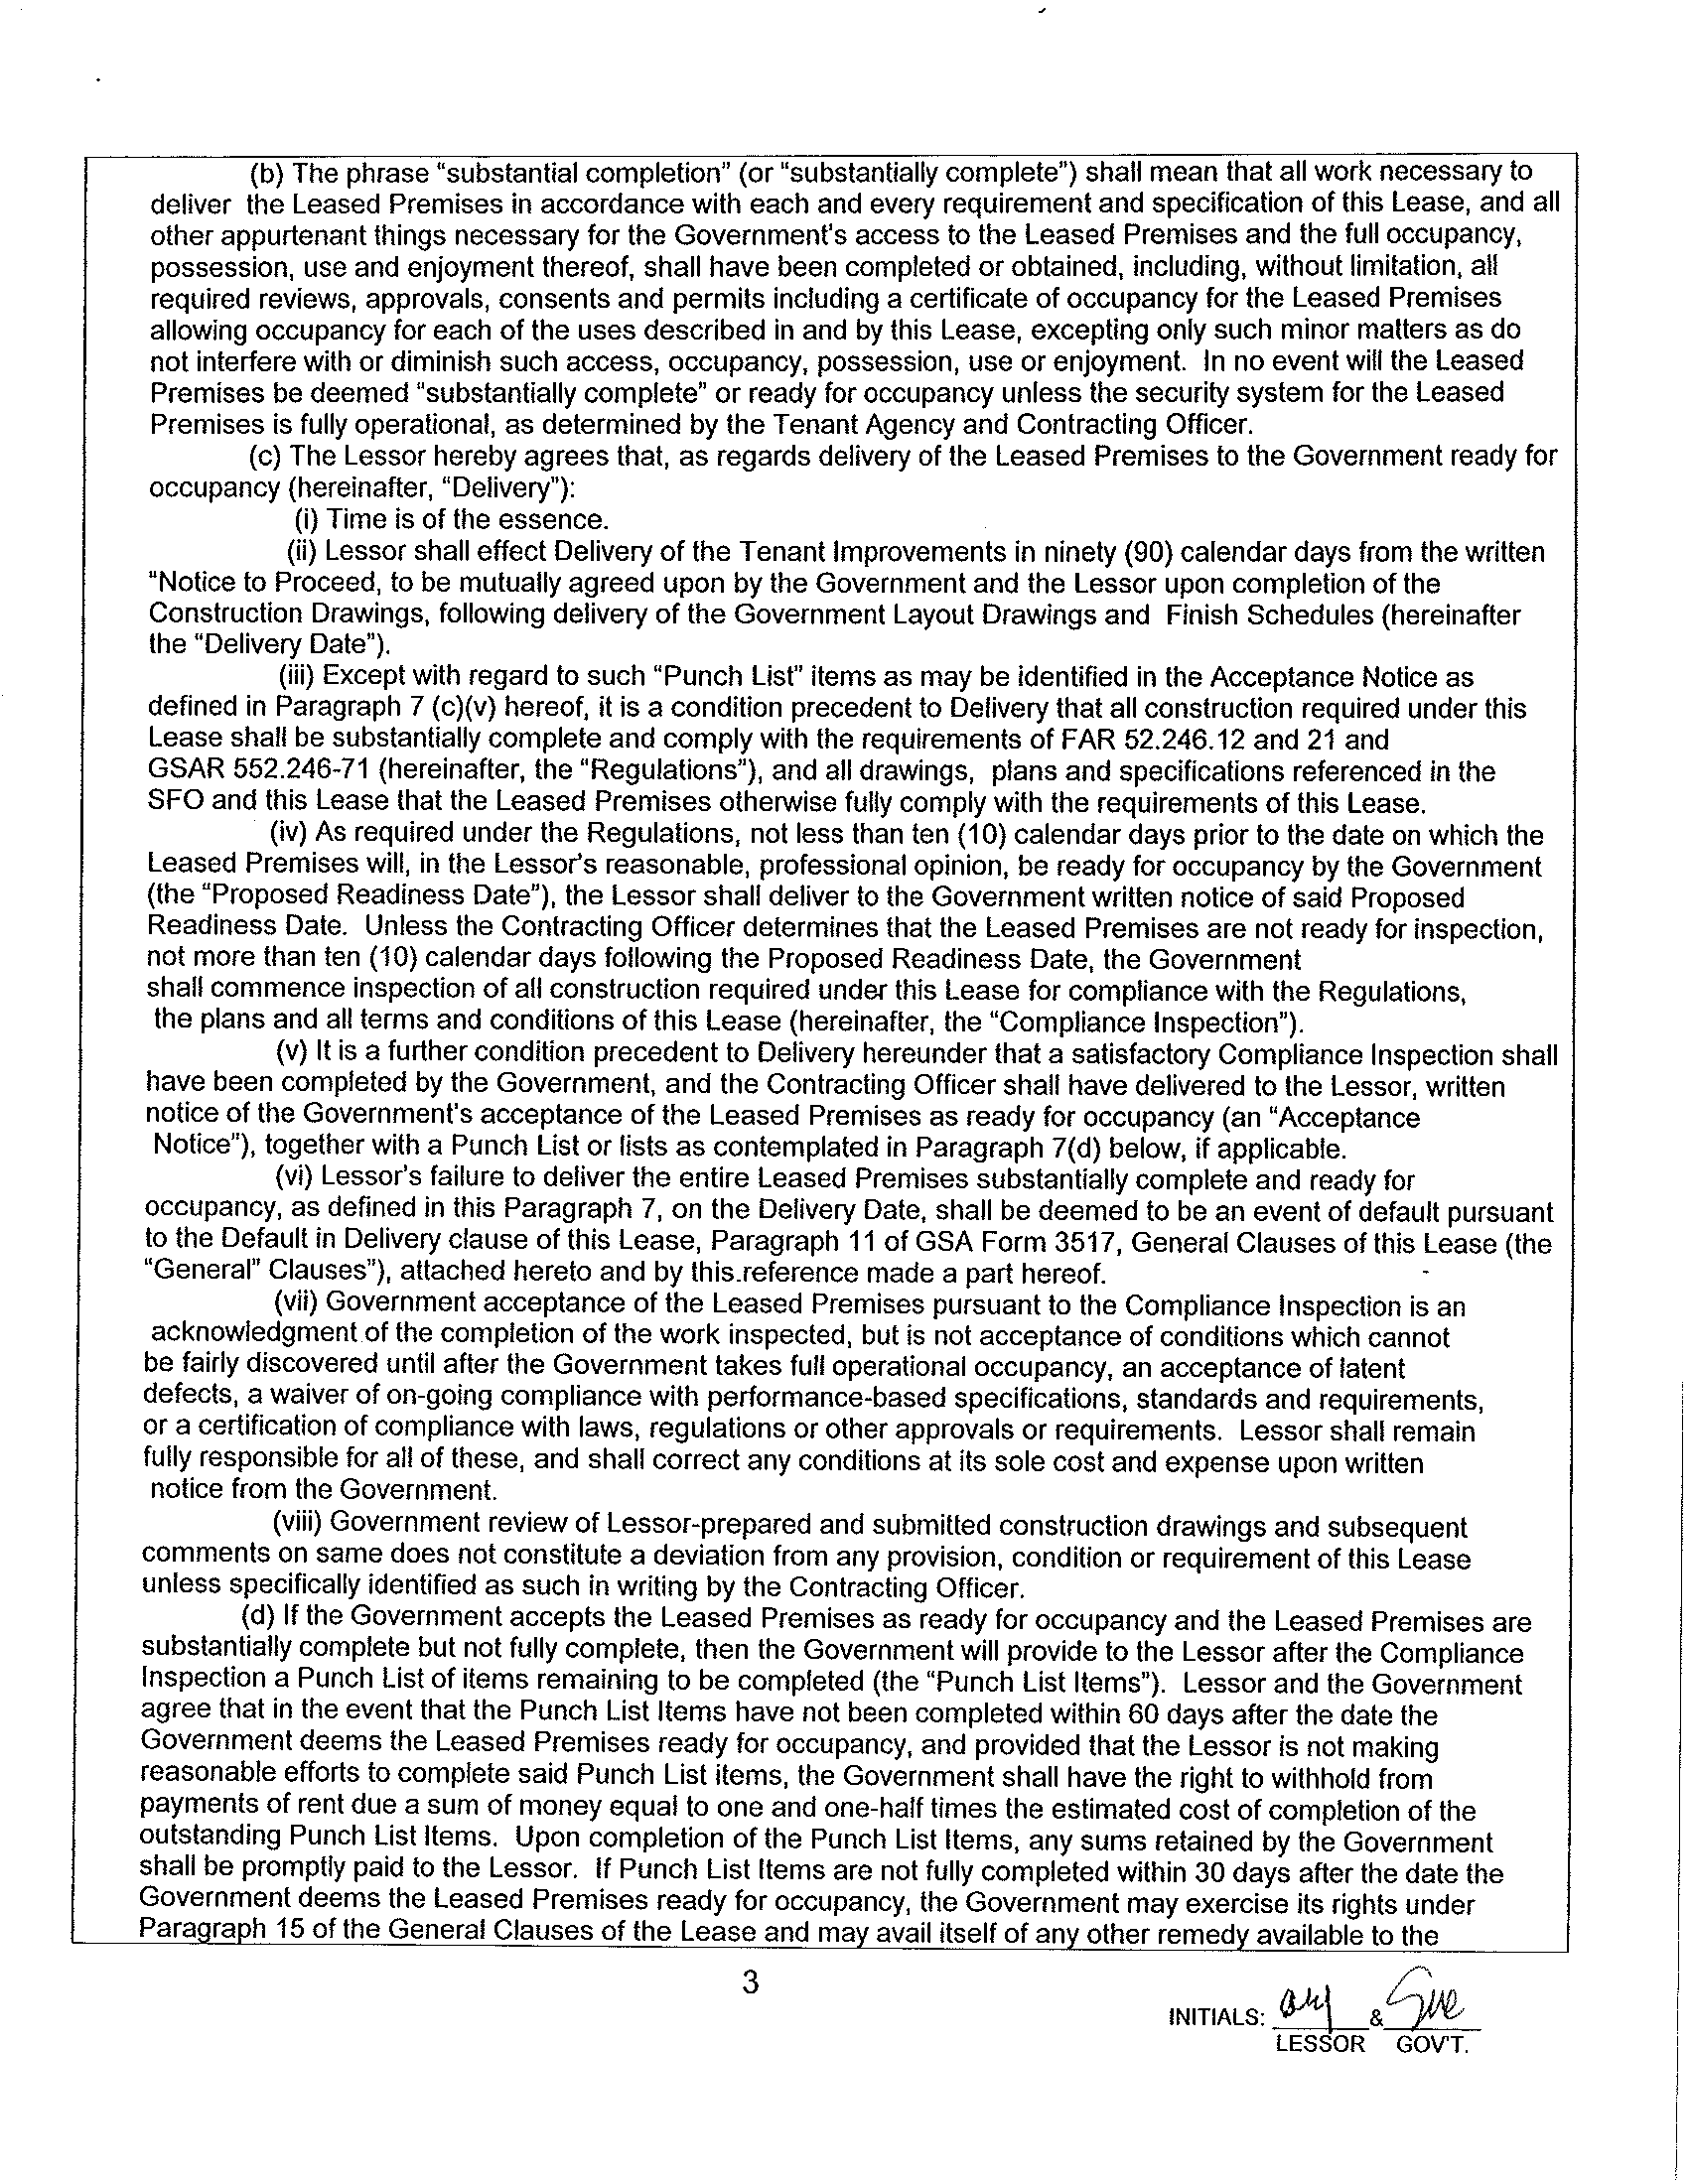 (b) The phrase “substantial completion” (or “substantially complete”) shall mean that all work necessary to
deliver the Leased Premises in accordance with each and every requirement and specification of this Lease, and all
other appurtenant things necessary for the Government's access to the Leased Premises and the full occupancy,
possession, use and enjoyment thereof, shall have been completed or obtained, including, without limitation, all
required reviews, approvals, consents and permits including a certificate of occupancy for the Leased Premises
allowing occupancy for each of the uses described in and by this Lease, excepting only such minor matters as do
not interfere with or diminish such access, occupancy, possession, use or enjoyment. In no event will the Leased
Premises be deemed “substantially complete” or ready for occupancy unless the security system for the Leased
Premises is fully operational, as determined by the Tenant Agency and Contracting Officer.
(c) The Lessor hereby agrees that, as regards delivery of the Leased Premises to the Government ready for
occupancy (hereinafter, “Delivery”):
(i) Time is of the essence.
(ii) Lessor shall effect Delivery of the Tenant Improvements in ninety (90) calendar days from the written
“Notice to Proceed, to be mutually agreed upon by the Government and the Lessor upon completion of the
Construction Drawings, following delivery of the Government Layout Drawings and Finish Schedules (hereinafter
the “Delivery Date”).
(iii) Except with regard to such “Punch List” items as may be identified in the Acceptance Notice as
defined in Paragraph 7 (c)(v) hereof, it is a condition precedent to Delivery that all construction required under this
Lease shall be substantially complete and comply with the requirements of FAR 52.246.12 and 21 and
GSAR 552.246-71 (hereinafter, the “Regulations”), and all drawings, plans and specifications referenced in the
SFO and this Lease that the Leased Premises otherwise fully comply with the requirements of this Lease.
(iv) As required under the Regulations, not less than ten (10) calendar days prior to the date on which the
Leased Premises will, in the Lessor's reasonable, professional opinion, be ready for occupancy by the Government
(the “Proposed Readiness Date”), the Lessor shall deliver to the Government written notice of said Proposed
Readiness Date. Unless the Contracting Officer determines that the Leased Premises are not ready for inspection,
not more than ten (10) calendar days following the Proposed Readiness Date, the Government
shall commence inspection of all construction required under this Lease for compliance with the Regulations,
the plans and all terms and conditions of this Lease (hereinafter, the “Compliance Inspection”).
(v) It is a further condition precedent to Delivery hereunder that a satisfactory Compliance Inspection shall
have been completed by the Government, and the Contracting Officer shall have delivered to the Lessor, written
notice of the Government's acceptance of the Leased Premises as ready for occupancy (an “Acceptance
Notice”), together with a Punch List or lists as contemplated in Paragraph 7(d) below, if applicable.
(vi) Lessor's failure to deliver the entire Leased Premises substantially complete and ready for
occupancy, as defined in this Paragraph 7, on the Delivery Date, shall be deemed to be an event of default pursuant
to the Default in Delivery clause of this Lease, Paragraph 11 of GSA Form 3517, General Clauses of this Lease (the
“General” Clauses”), attached hereto and by this reference made a part hereof.
(vii) Government acceptance of the Leased Premises pursuant to the Compliance Inspection is an
acknowledgment of the completion of the work inspected, but is not acceptance of conditions which cannot
be fairly discovered until after the Government takes full operational occupancy, an acceptance of latent
defects, a waiver of on-going compliance with performance-based specifications, standards and requirements,
or a certification of compliance with laws, regulations or other approvals or requirements. Lessor shall remain
fully responsible for all of these, and shall correct any conditions at its sole cost and expense upon written
notice from the Government.
(viii) Government review of Lessor-prepared and submitted construction drawings and subsequent
comments on same does not constitute a deviation from any provision, condition or requirement of this Lease
unless specifically identified as such in writing by the Contracting Officer.
(d) If the Government accepts the Leased Premises as ready for occupancy and the Leased Premises are
substantially complete but not fully complete, then the Government will provide to the Lessor after the Compliance
Inspection a Punch List of items remaining to be completed (the “Punch List Items”). Lessor and the Government
agree that in the event that the Punch List Items have not been completed within 60 days after the date the
Government deems the Leased Premises ready for occupancy, and provided that the Lessor is not making
reasonable efforts to complete said Punch List items, the Government shall have the right to withhold from
payments of rent due a sum of money equal to one and one-half times the estimated cost of completion of the
outstanding Punch List Items. Upon completion of the Punch List Items, any sums retained by the Government
shall be promptly paid to the Lessor. If Punch List Items are not fully completed within 30 days after the date the
Government deems the Leased Premises ready for occupancy, the Government may exercise its rights under
Paragraph 15 of the General Clauses of the Lease and may avail itself of any other remedy available to the
3
INITIALS: &
LESSOR GOV'T.